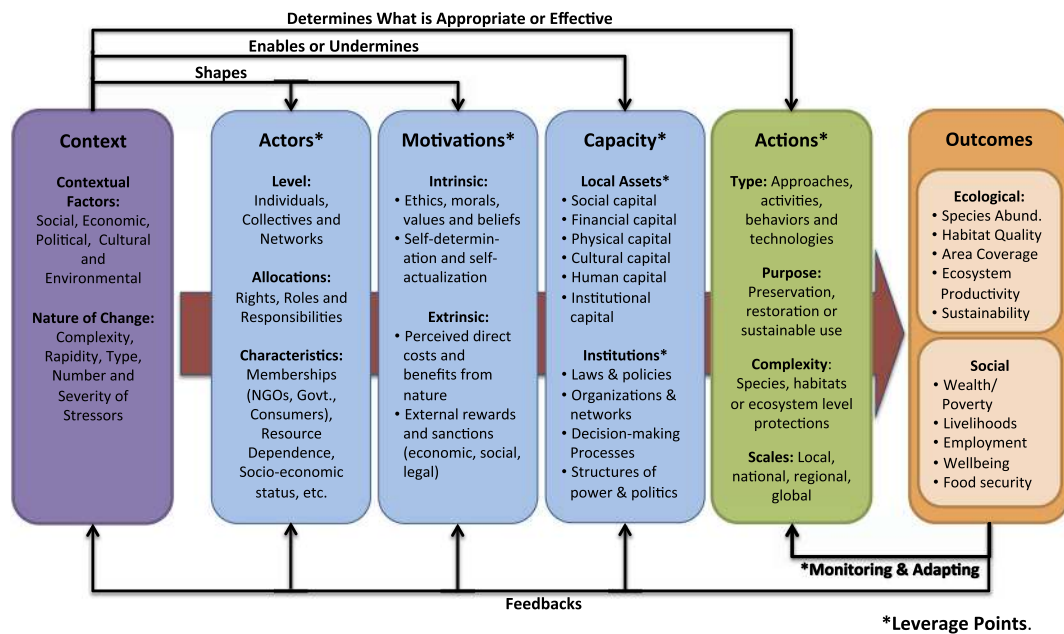 Determines What is Appropriate or Effective
Enables or Undermines
Shapes
Context
Contextual
Factors:
Social, Economic,
Political, Cultural
and
Environmental
Nature of Change:
Complexity,
Rapidity, Type,
Number and
Severity of
Stressors
Actors*
Level:
Individuals,
Collectives and
Networks
Allocations:
Rights, Roles and
Responsibilities
Characteristics:
Memberships
(NGOs, Govt.,
Consumers),
Resource
Dependence,
Socio-economic
status, etc.
Motivations*
Intrinsic:
• Ethics, morals,
values and beliefs
• Self-determin-
ation and self-
actualization
Extrinsic:
• Perceived direct
costs and
benefits from
nature
• External rewards
and sanctions
(economic, social,
legal)
Capacity*
Local Assets*
• Social capital
• Financial capital
• Physical capital
• Cultural capital
• Human capital
• Institutional
capital
Institutions*
• Laws & policies
• Organizations &
networks
• Decision-making
Processes
• Structures of
power & politics
Actions*
Type: Approaches,
activities,
behaviors and
technologies
Purpose:
Preservation,
restoration or
sustainable use
Complexity:
Species, habitats
or ecosystem level
protections
Scales: Local,
national, regional,
global
Outcomes
Ecological:
• Species Abund.
• Habitat Quality
• Area Coverage
• Ecosystem
Productivity
• Sustainability
Social
• Wealth/
Poverty
• Livelihoods
• Employment
• Wellbeing
• Food security
*Monitoring & Adapting
Feedbacks
*Leverage Points.